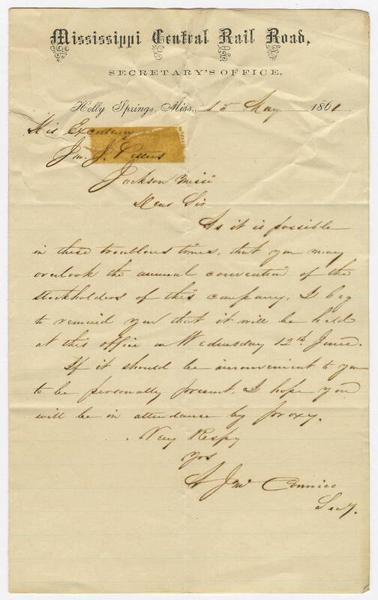 Mississippi Central Rail Road,
SECRETARY'S OFFICE,
Holly Springs, Miss., 15 May 1861
His Excellency
Jno. J. Pettus
Jackson Missi
Dear Sir
As it is possible
in these troublous times, that you may
overlook the annual convention of the
stockholders of this company, I beg
to remind you that it will be held
at this office on Wednesday 12th June.
If it should be inconvenient to you
to be personally present, I hope you
will be in attendance by proxy.
Very Respy
Yrs
A J Mc Connico
Secy.